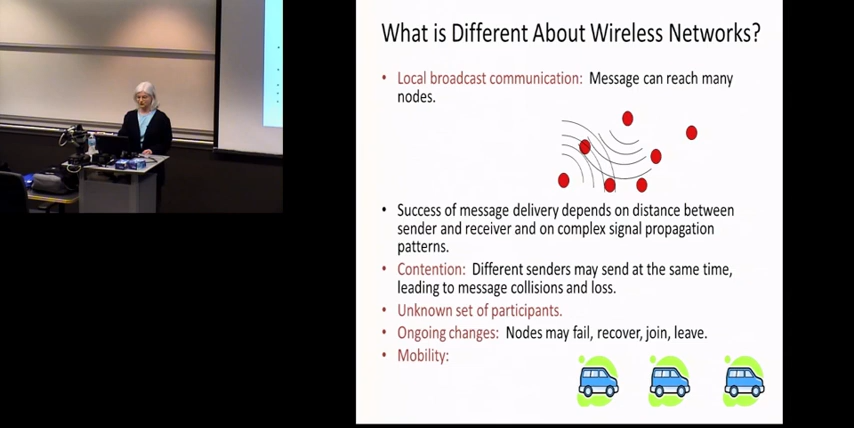 What is Different About Wireless Networks?
• Local broadcast communication: Message can reach many
nodes.
• Success of message delivery depends on distance between
sender and receiver and on complex signal propagation
patterns.
• Contention: Different senders may send at the same time,
leading to message collisions and loss.
• Unknown set of participants.
• Ongoing changes: Nodes may fail, recover, join, leave.
• Mobility: